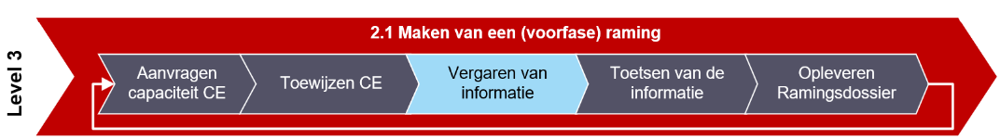 Level 3
2.1 Maken van een (voorfase) raming
Aanvragen
capaciteit CE
Toewijzen CE
Vergaren van
informatie
Toetsen van de
informatie
Opleveren
Ramingsdossier